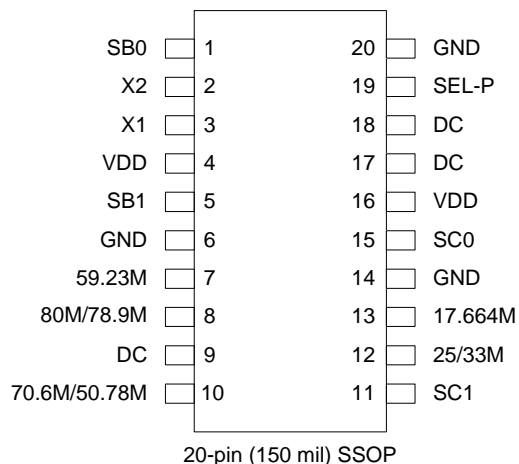 SB0 1 20 GND
X2 2 19 SEL-P
X1 3 18 DC
VDD 4 17 DC
SB1 5 16 VDD
GND 6 15 SC0
59.23M 7 14 GND
80M/78.9M 8 13 17.664M
DC 9 12 25/33M
70.6M/50.78M 10 11 SC1
20-pin (150 mil) SSOP